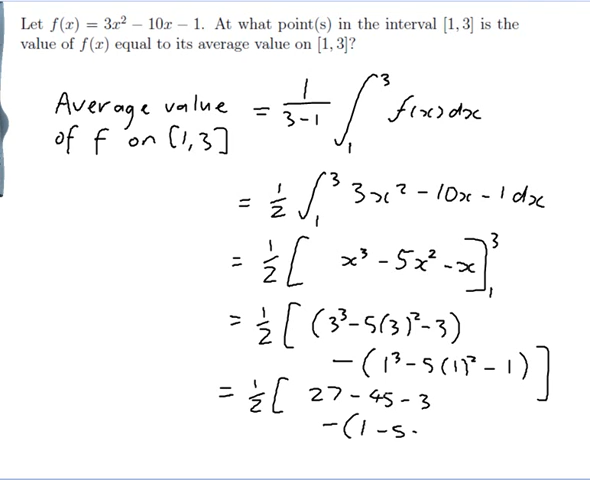 Let f(x) = 3x² − 10x − 1. At what point(s) in the interval [1, 3] is the
value of f(x) equal to its average value on [1, 3]?
Average value of f on [1,3] = 1/(3-1) ∫₁³ f(x) dx
= 1/2 ∫₁³ 3x² - 10x - 1 dx
= 1/2 [ x³ - 5x² - x ]₁³
= 1/2 [ (3³ - 5(3)² - 3)
- (1³ - 5(1)² - 1) ]
= 1/2 [ 27 - 45 - 3
- (1 - 5 .